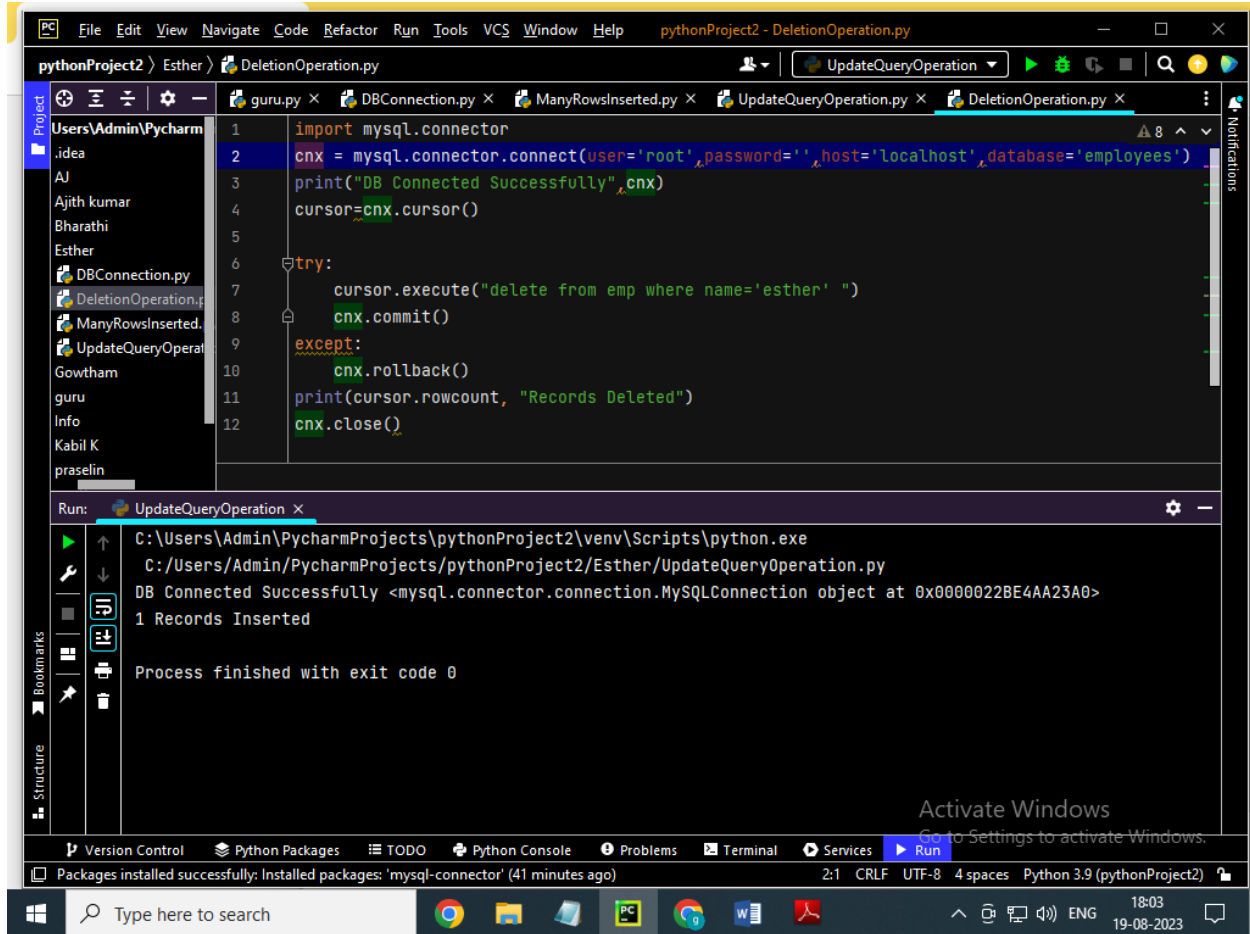 PC File Edit View Navigate Code Refactor Run Tools VCS Window Help pythonProject2 - DeletionOperation.py
pythonProject2 〉 Esther 〉 DeletionOperation.py UpdateQueryOperation
guru.py × DBConnection.py × ManyRowsInserted.py × UpdateQueryOperation.py × DeletionOperation.py ×
Project
Users\Admin\Pycharm
.idea
AJ
Ajith kumar
Bharathi
Esther
DBConnection.py
DeletionOperation.p
ManyRowsInserted.
UpdateQueryOperat
Gowtham
guru
Info
Kabil K
praselin
8
1 import mysql.connector
2 cnx = mysql.connector.connect(user='root',password='',host='localhost',database='employees')
3 print("DB Connected Successfully",cnx)
4 cursor=cnx.cursor()
5
6 try:
7 cursor.execute("delete from emp where name='esther' ")
8 cnx.commit()
9 except:
10 cnx.rollback()
11 print(cursor.rowcount, "Records Deleted")
12 cnx.close()
Notifications
Run: UpdateQueryOperation ×
C:\Users\Admin\PycharmProjects\pythonProject2\venv\Scripts\python.exe
C:/Users/Admin/PycharmProjects/pythonProject2/Esther/UpdateQueryOperation.py
DB Connected Successfully <mysql.connector.connection.MySQLConnection object at 0x0000022BE4AA23A0>
1 Records Inserted
Process finished with exit code 0
Bookmarks
Structure
Activate Windows
Go to Settings to activate Windows.
Version Control Python Packages TODO Python Console Problems Terminal Services Run
Packages installed successfully: Installed packages: 'mysql-connector' (41 minutes ago) 2:1 CRLF UTF-8 4 spaces Python 3.9 (pythonProject2)
Type here to search PC ENG 18:03
19-08-2023